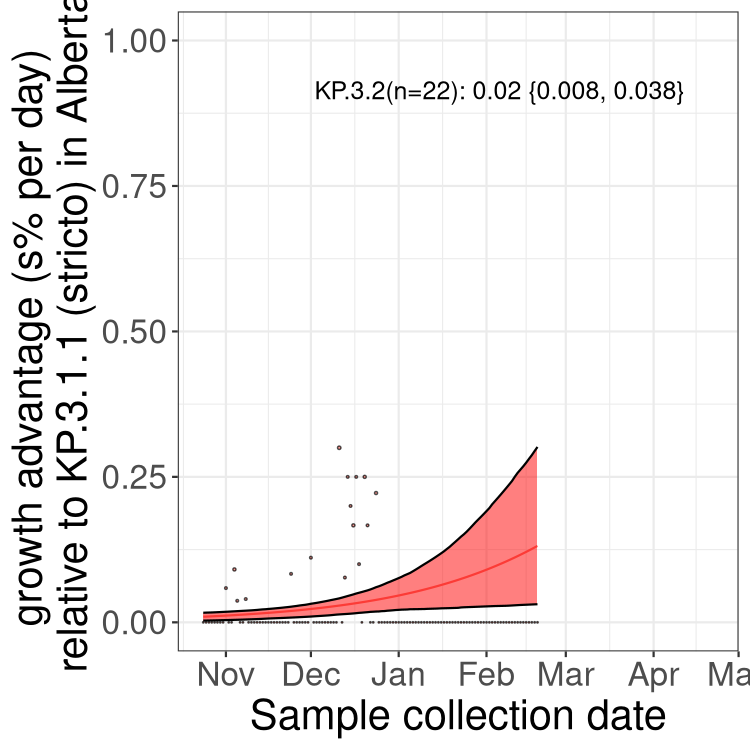 growth advantage (s% per day)
relative to KP.3.1.1 (stricto) in Alberta
1.00
0.75
0.50
0.25
0.00
KP.3.2(n=22): 0.02 {0.008, 0.038}
Nov Dec Jan Feb Mar Apr Ma
Sample collection date